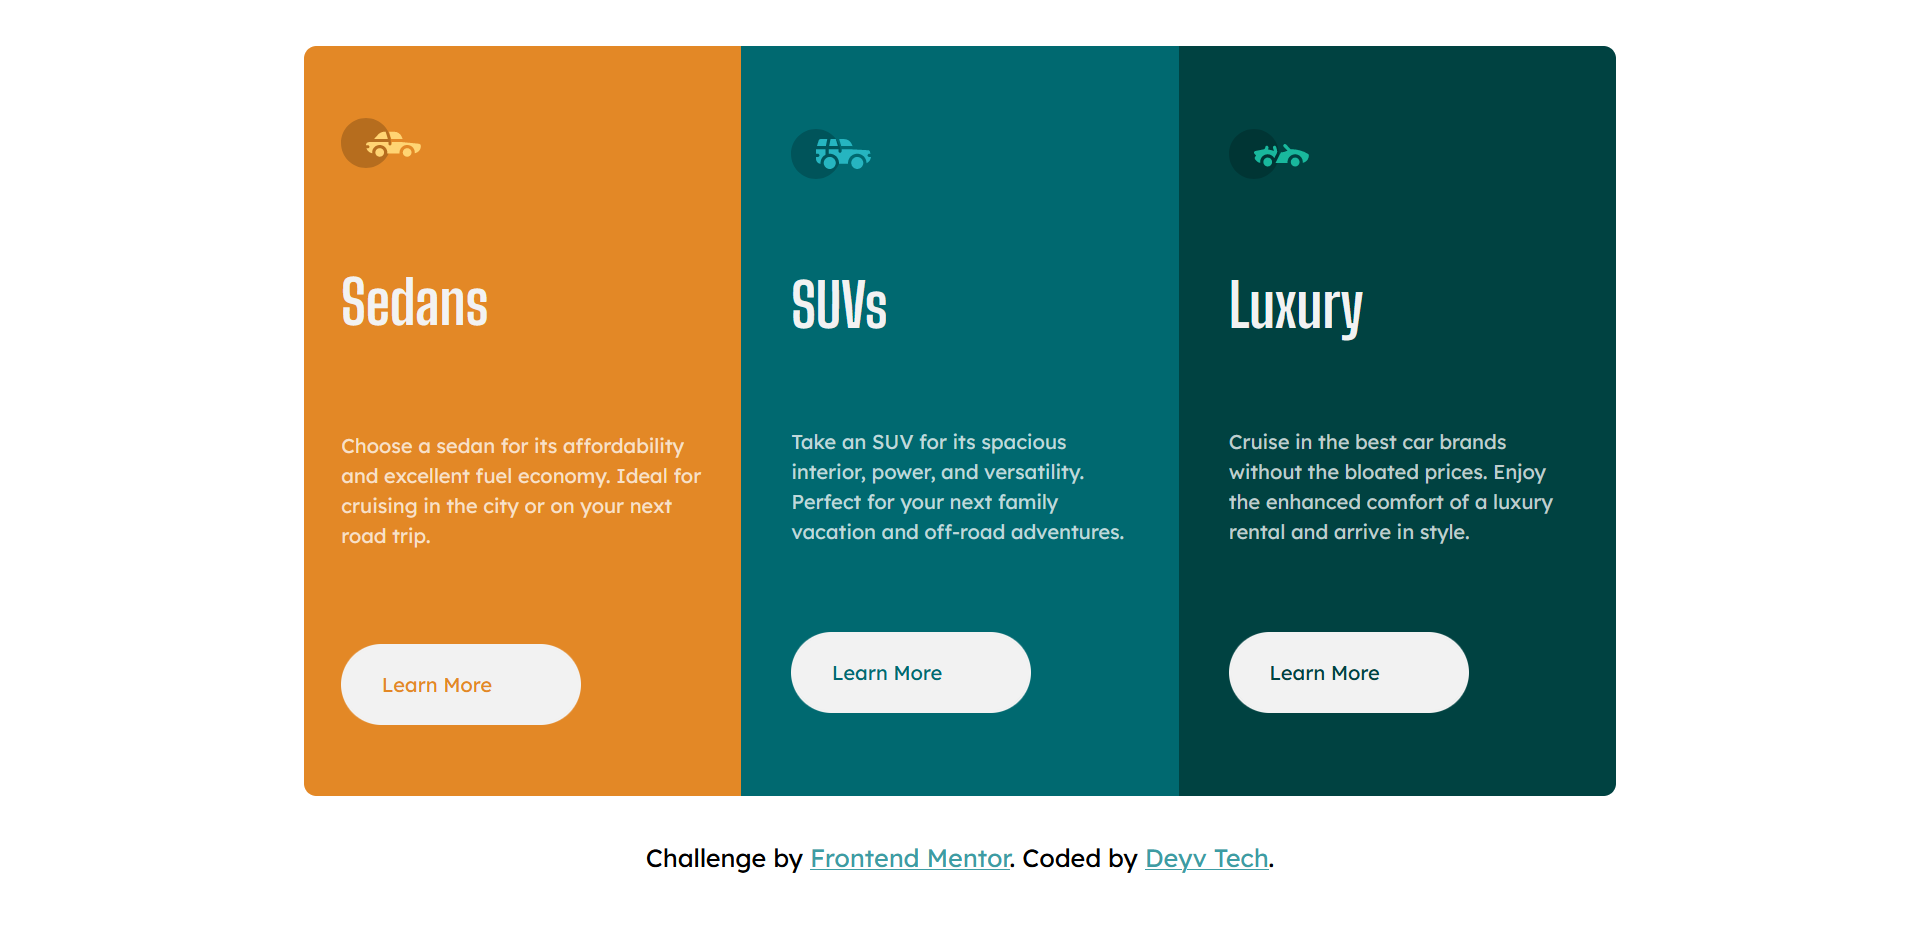 Sedans
Choose a sedan for its affordability
and excellent fuel economy. Ideal for
cruising in the city or on your next
road trip.
Learn More
SUVs
Take an SUV for its spacious
interior, power, and versatility.
Perfect for your next family
vacation and off-road adventures.
Learn More
Luxury
Cruise in the best car brands
without the bloated prices. Enjoy
the enhanced comfort of a luxury
rental and arrive in style.
Learn More
Challenge by Frontend Mentor. Coded by Deyv Tech.